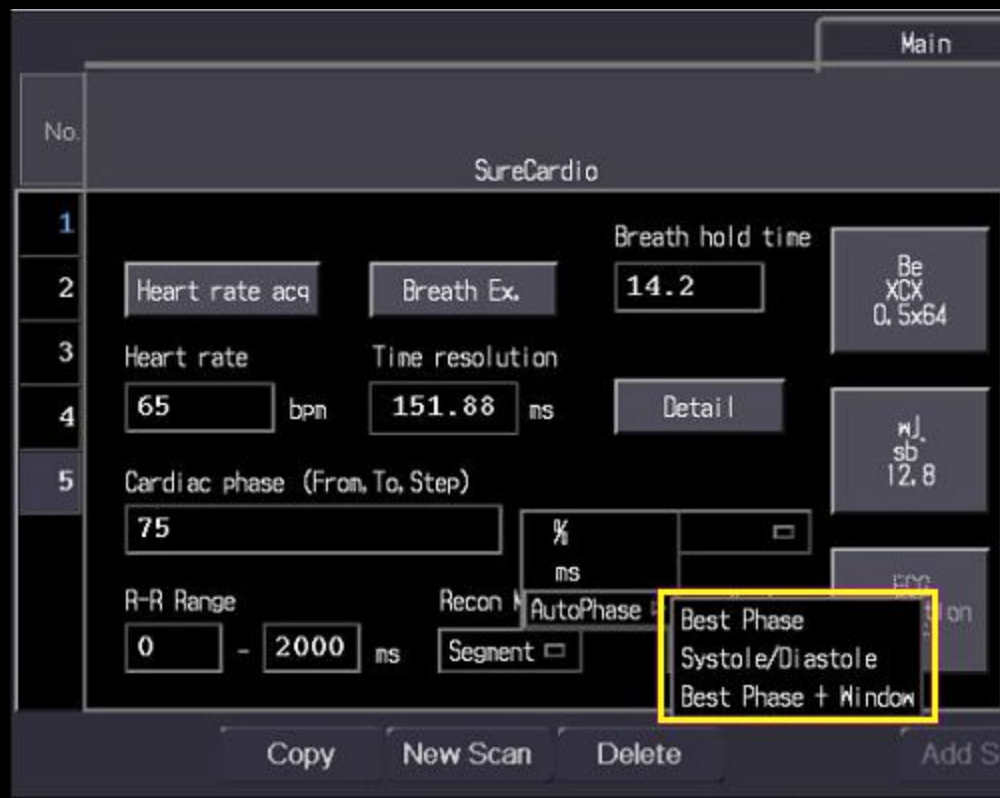 Main
No.
SureCardio
1
2
3
4
5
Breath hold time
Heart rate acq
Breath Ex.
14.2
Be
XCX
0.5x64
Heart rate
Time resolution
65 bpm
151.88 ms
Detail
sb
12.8
Cardiac phase (From,To,Step)
75
%
ms
AutoPhase
R-R Range
Recon
0 - 2000 ms
Segment
ECG
Best Phase
Systole/Diastole
Best Phase + Window
Copy
New Scan
Delete
Add S